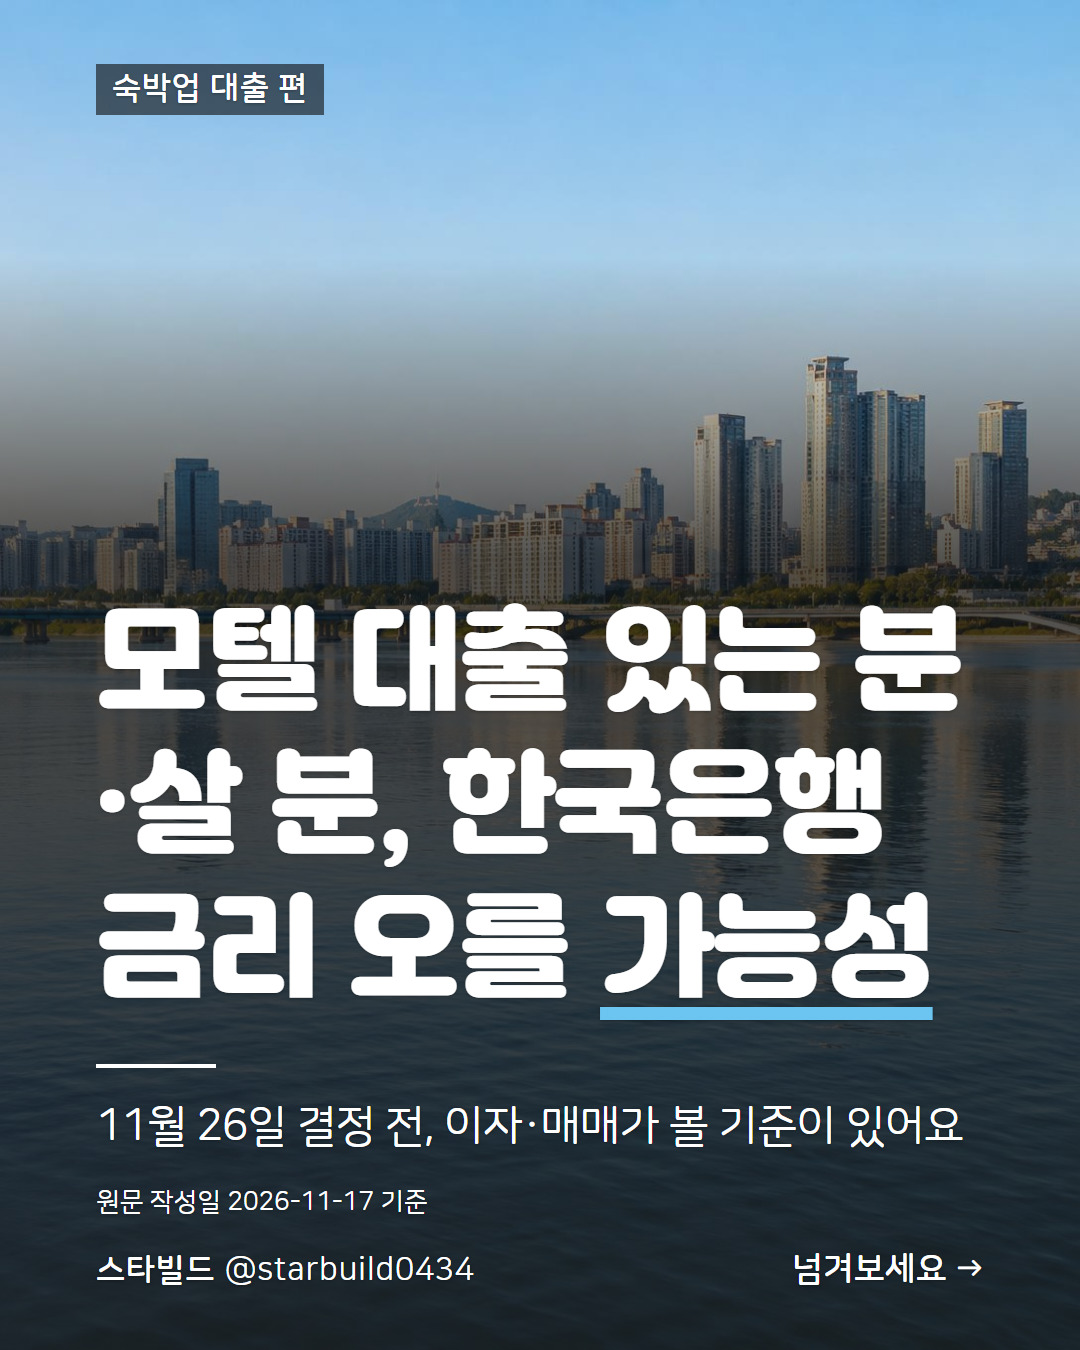 숙박업 대출 편
모텔 대출 있는 분
·살 분, 한국은행
금리 오를 가능성
11월 26일 결정 전, 이자·매매가 볼 기준이 있어요
원문 작성일 2026-11-17 기준
스타빌드 @starbuild0434
넘겨보세요 →